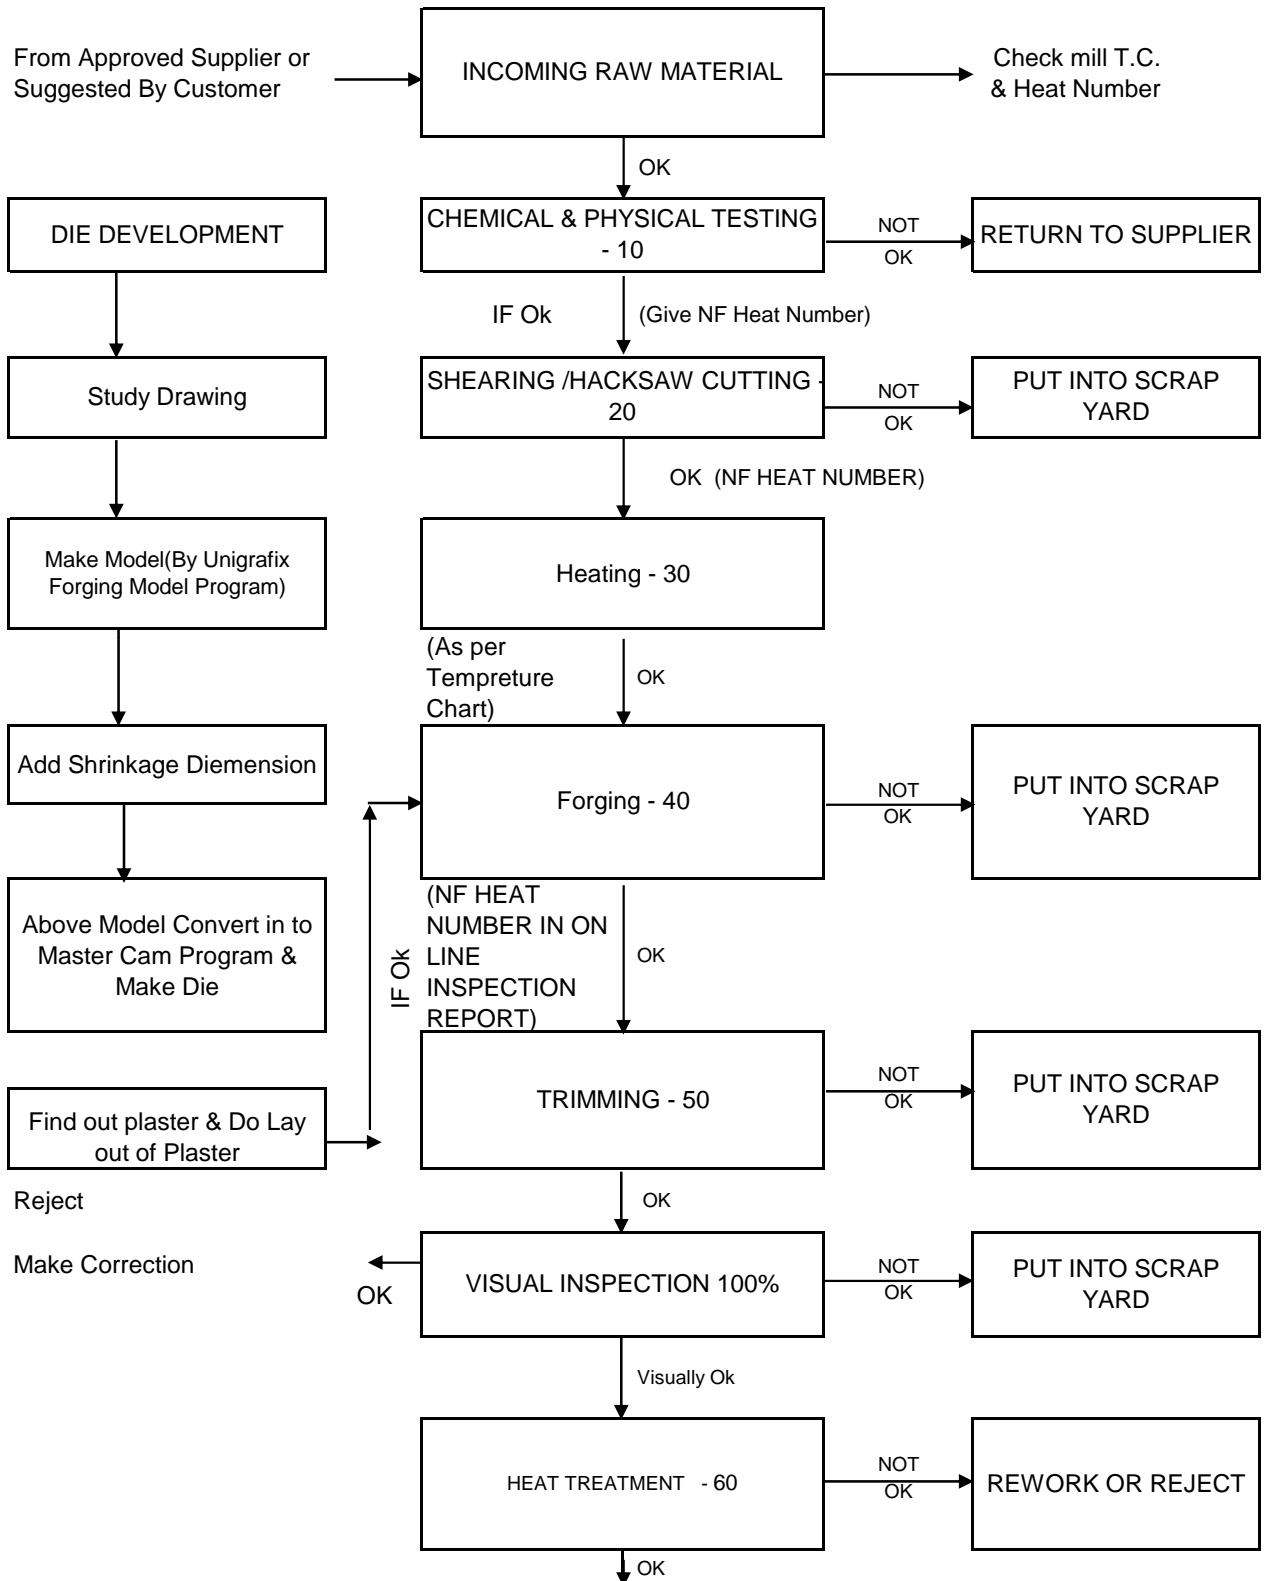 From Approved Supplier or
Suggested By Customer
INCOMING RAW MATERIAL
Check mill T.C.
& Heat Number
OK
DIE DEVELOPMENT
CHEMICAL & PHYSICAL TESTING
- 10
NOT
OK
RETURN TO SUPPLIER
IF Ok
(Give NF Heat Number)
Study Drawing
SHEARING /HACKSAW CUTTING -
20
NOT
OK
PUT INTO SCRAP
YARD
OK (NF HEAT NUMBER)
Make Model(By Unigrafix
Forging Model Program)
Heating - 30
(As per
Tempreture
Chart)
OK
Add Shrinkage Diemension
Forging - 40
NOT
OK
PUT INTO SCRAP
YARD
Above Model Convert in to
Master Cam Program &
Make Die
IF Ok
(NF HEAT
NUMBER IN ON
LINE
INSPECTION
REPORT)
OK
Find out plaster & Do Lay
out of Plaster
TRIMMING - 50
NOT
OK
PUT INTO SCRAP
YARD
Reject
OK
Make Correction
OK
VISUAL INSPECTION 100%
NOT
OK
PUT INTO SCRAP
YARD
Visually Ok
HEAT TREATMENT - 60
NOT
OK
REWORK OR REJECT
OK